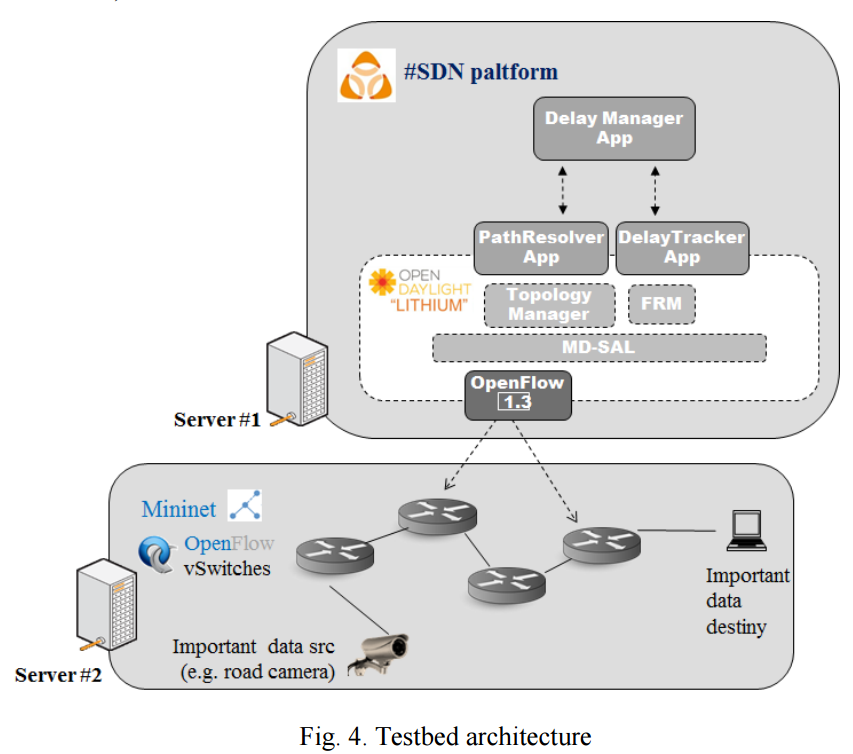 #SDN paltform
Delay Manager
App
PathResolver
App
DelayTracker
App
OPEN
DAYLIGHT
"LITHIUM"
Topology
Manager
FRM
MD-SAL
OpenFlow
1.3
Server #1
Mininet
OpenFlow
vSwitches
Important
data
destiny
Important data src
(e.g. road camera)
Server #2
Fig. 4. Testbed architecture